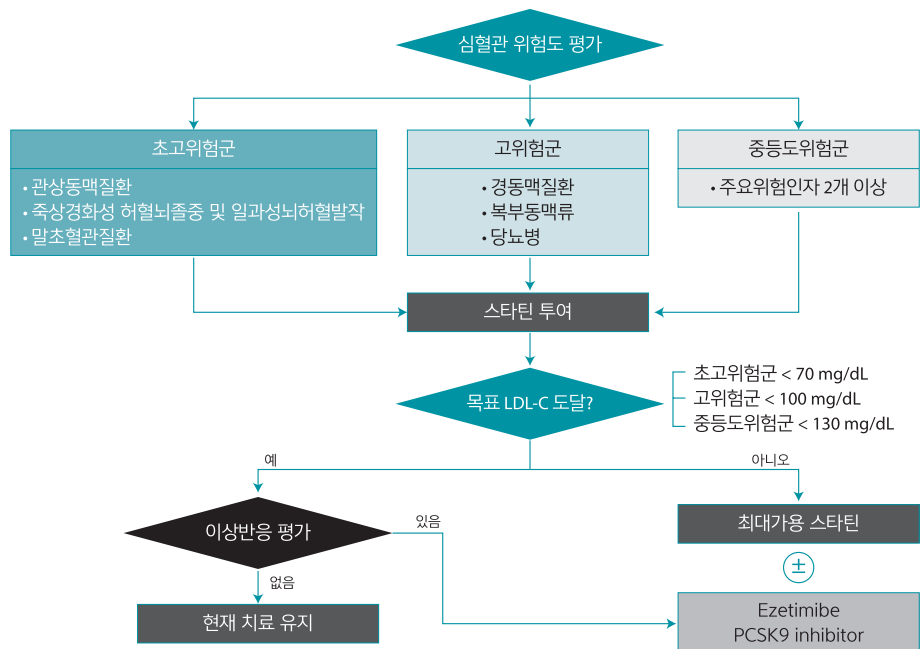 심혈관 위험도 평가
초고위험군
• 관상동맥질환
• 죽상경화성 허혈뇌졸중 및 일과성뇌허혈발작
• 말초혈관질환
고위험군
• 경동맥질환
• 복부동맥류
• 당뇨병
중등도위험군
• 주요위험인자 2개 이상
스타틴 투여
목표 LDL-C 도달?
초고위험군 < 70 mg/dL
고위험군 < 100 mg/dL
중등도위험군 < 130 mg/dL
예
아니오
이상반응 평가
있음
없음
현재 치료 유지
최대가용 스타틴
±
Ezetimibe
PCSK9 inhibitor